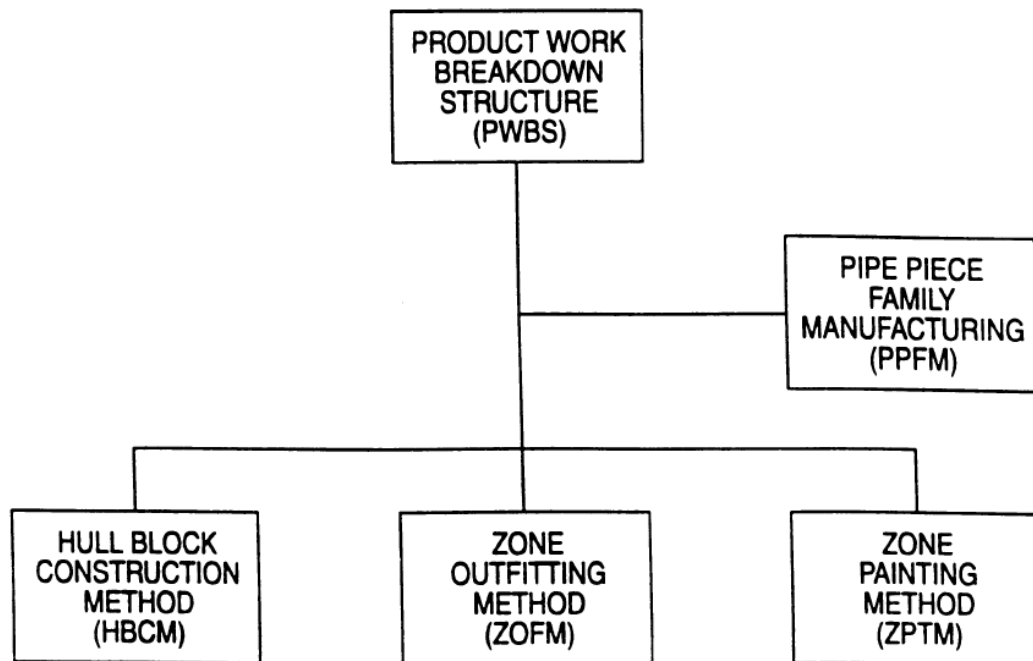 PRODUCT WORK
BREAKDOWN
STRUCTURE
(PWBS)
PIPE PIECE
FAMILY
MANUFACTURING
(PPFM)
HULL BLOCK
CONSTRUCTION
METHOD
(HBCM)
ZONE
OUTFITTING
METHOD
(ZOFM)
ZONE
PAINTING
METHOD
(ZPTM)